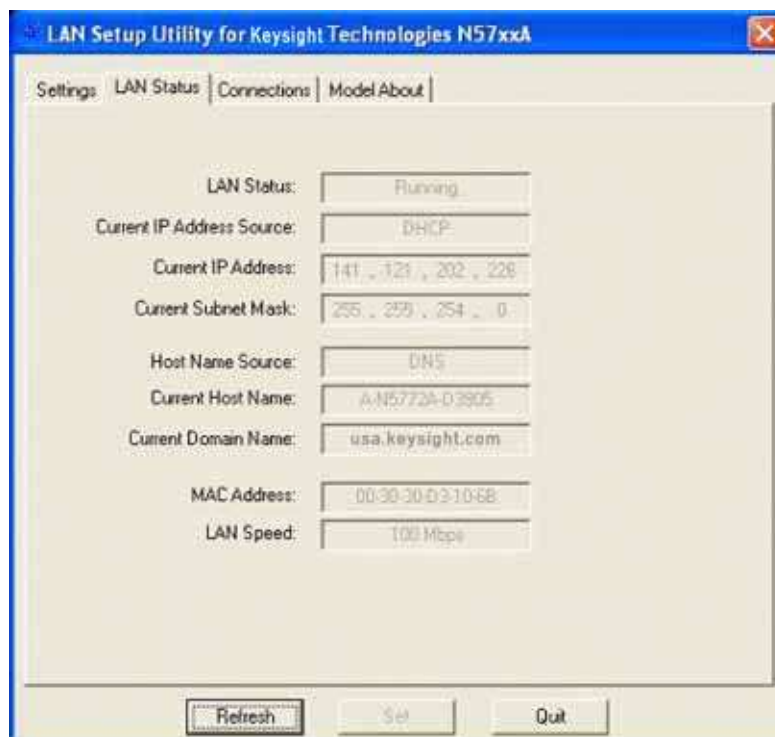 LAN Setup Utility for Keysight Technologies N57xxA
Settings LAN Status Connections Model About
LAN Status: Running
Current IP Address Source: DHCP
Current IP Address: 141 . 121 . 202 . 226
Current Subnet Mask: 255 . 255 . 254 . 0
Host Name Source: DNS
Current Host Name: A-N5772A-D3905
Current Domain Name: usa.keysight.com
MAC Address: 00-30-30-D3-10-6B
LAN Speed: 100 Mbps
Refresh Set Quit